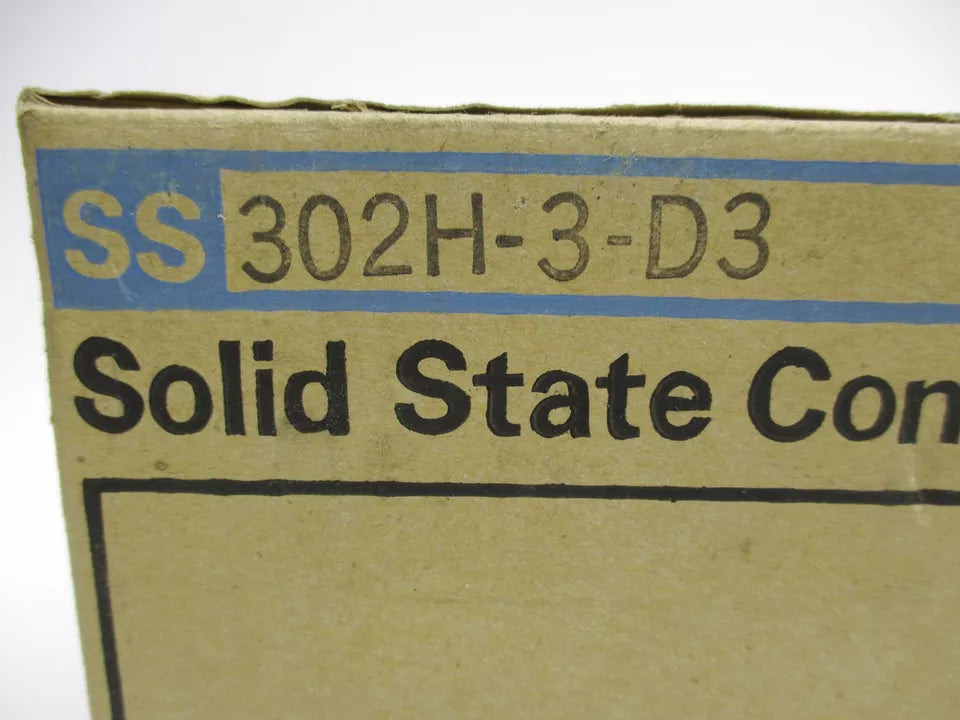 SS 302H-3-D3
Solid State Con